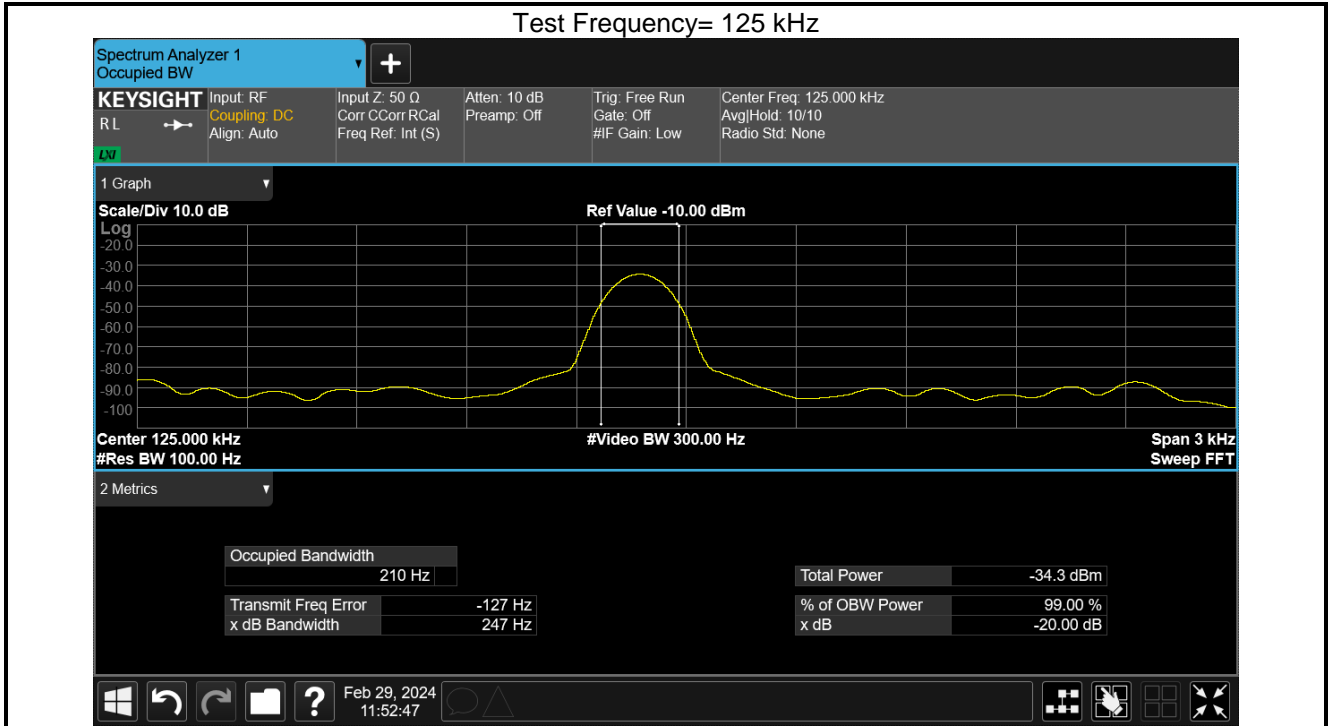 Test Frequency= 125 kHz
Spectrum Analyzer 1
Occupied BW
KEYSIGHT
R L
LXI
Input: RF
Coupling: DC
Align: Auto
Input Z: 50 Ω
Corr CCorr RCal
Freq Ref: Int (S)
Atten: 10 dB
Preamp: Off
Trig: Free Run
Gate: Off
#IF Gain: Low
Center Freq: 125.000 kHz
Avg|Hold: 10/10
Radio Std: None
1 Graph
Scale/Div 10.0 dB
Ref Value -10.00 dBm
Log
-20.0
-30.0
-40.0
-50.0
-60.0
-70.0
-80.0
-90.0
-100
Center 125.000 kHz
#Video BW 300.00 Hz
Span 3 kHz
#Res BW 100.00 Hz
Sweep FFT
2 Metrics
Occupied Bandwidth
210 Hz
Total Power -34.3 dBm
Transmit Freq Error -127 Hz
% of OBW Power 99.00 %
x dB Bandwidth 247 Hz
x dB -20.00 dB
?
Feb 29, 2024
11:52:47